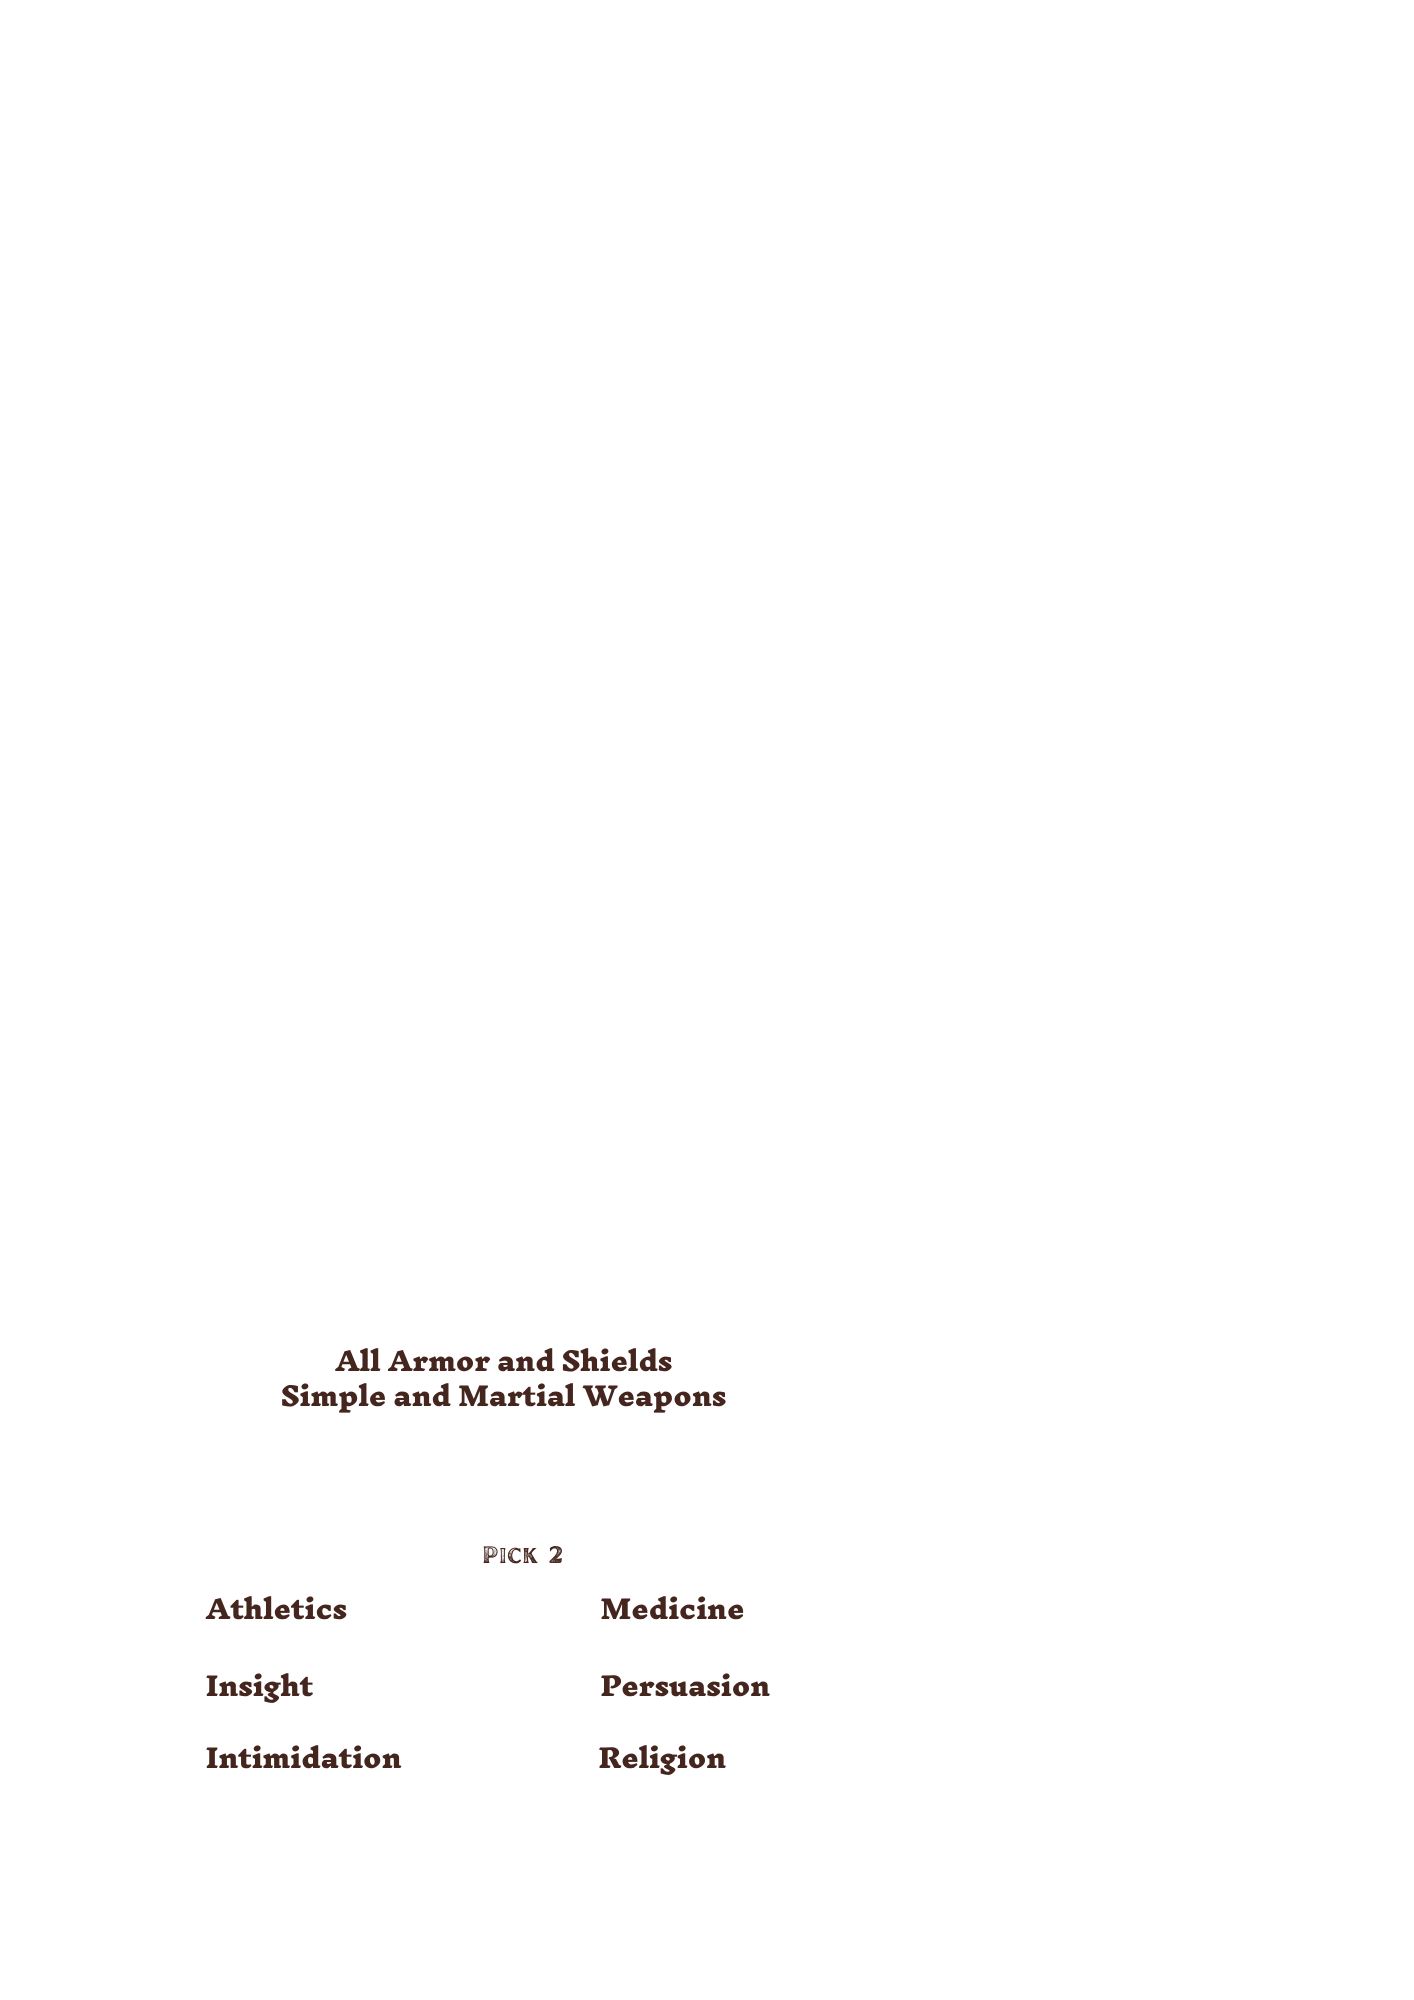 All Armor and Shields
Simple and Martial Weapons
Pick 2
Athletics
Medicine
Insight
Persuasion
Intimidation
Religion